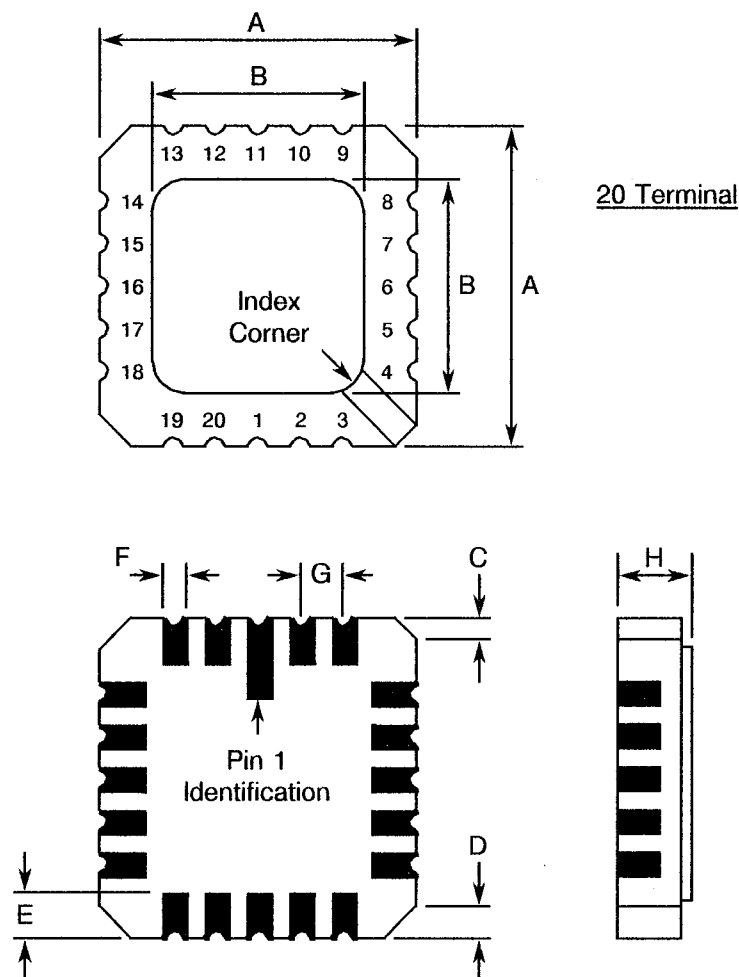 A
B
13 12 11 10 9
20 Terminal
14
8
15
7
16
6
17
5
18
4
B
A
Index
Corner
19 20 1 2 3
F
G
C
H
Pin 1
Identification
D
E